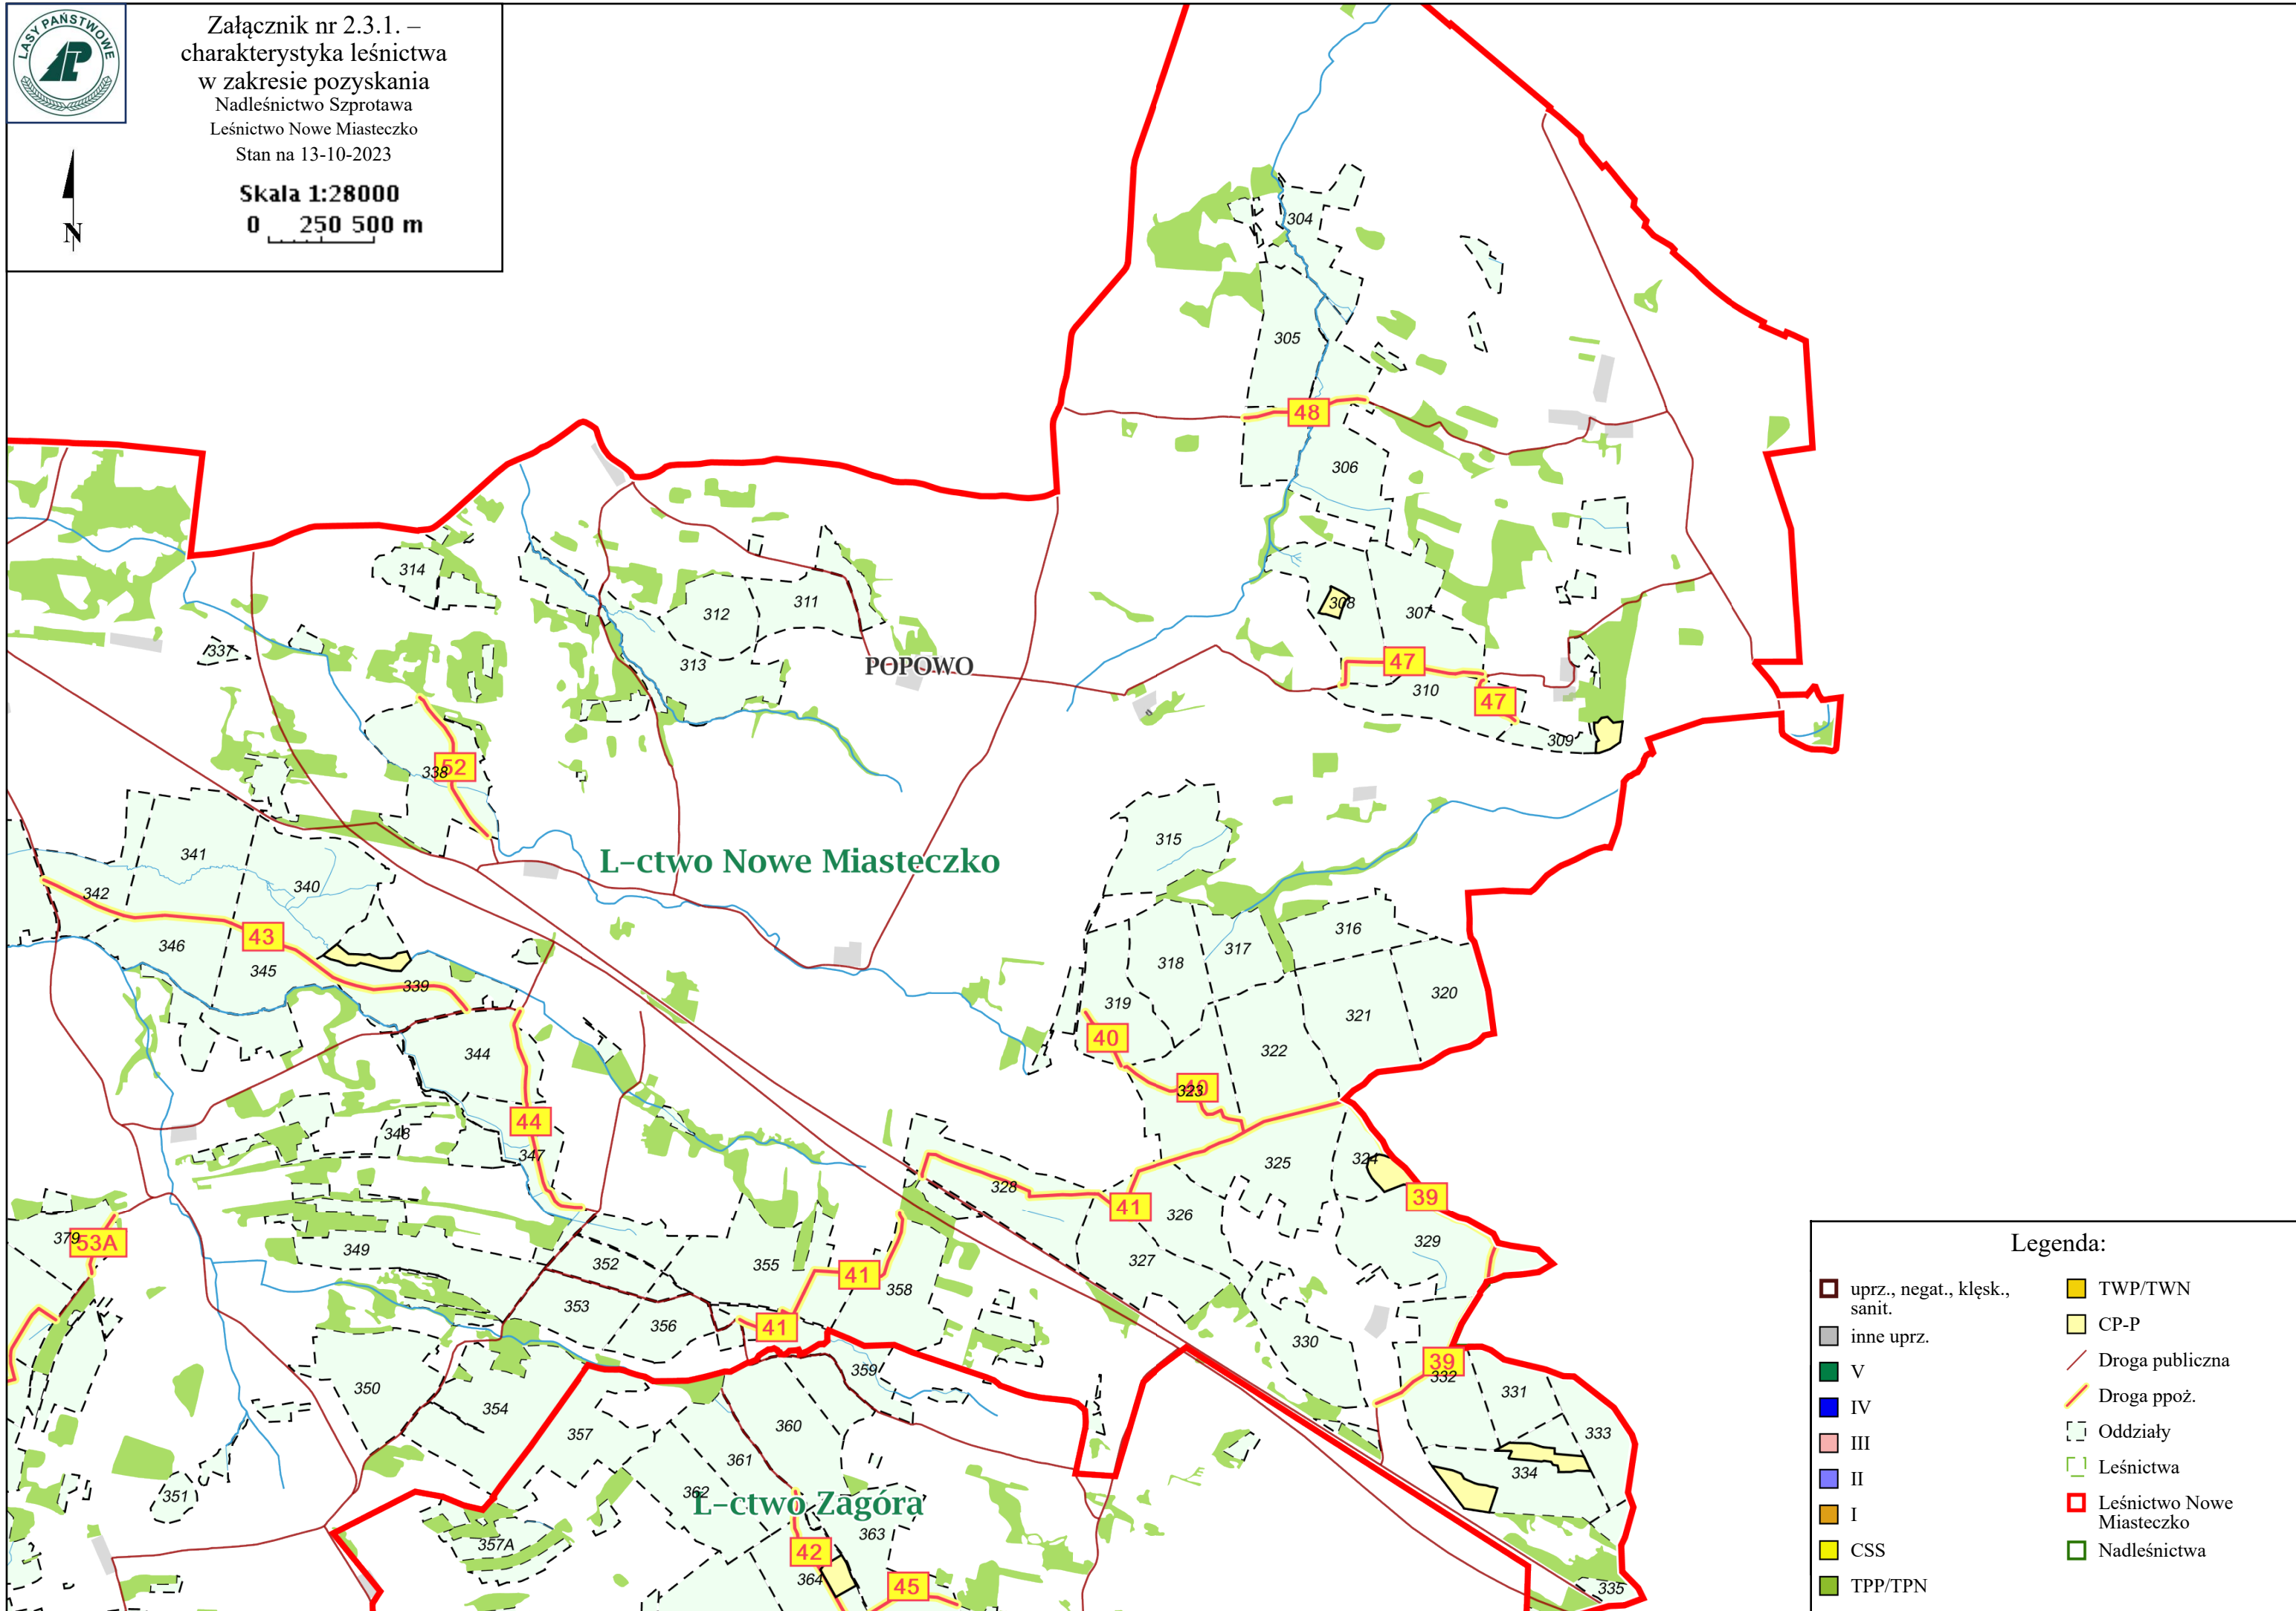 LASY PAŃSTWOWE
Załącznik nr 2.3.1. –
charakterystyka leśnictwa
w zakresie pozyskania
Nadleśnictwo Szprotawa
Leśnictwo Nowe Miasteczko
Stan na 13-10-2023
Skala 1:28000
0 250 500 m
N
304
305
48
306
314
312
311
308
307
337
313
POPOWO
47
310
47
309
338
52
341
315
L-ctwo Nowe Miasteczko
342
340
43
346
345
339
316
317
318
319
320
321
322
40
344
40
323
44
348
347
325
324
328
39
41
326
379
53A
349
352
355
41
358
327
329
353
356
41
330
350
359
39
332
331
354
357
360
333
361
334
362
351
L-ctwo Zagóra
363
357A
42
364
45
335
Legenda:
uprz., negat., klęsk.,
sanit.
inne uprz.
V
IV
III
II
I
CSS
TPP/TPN
TWP/TWN
CP-P
Droga publiczna
Droga ppoż.
Oddziały
Leśnictwa
Leśnictwo Nowe
Miasteczko
Nadleśnictwa